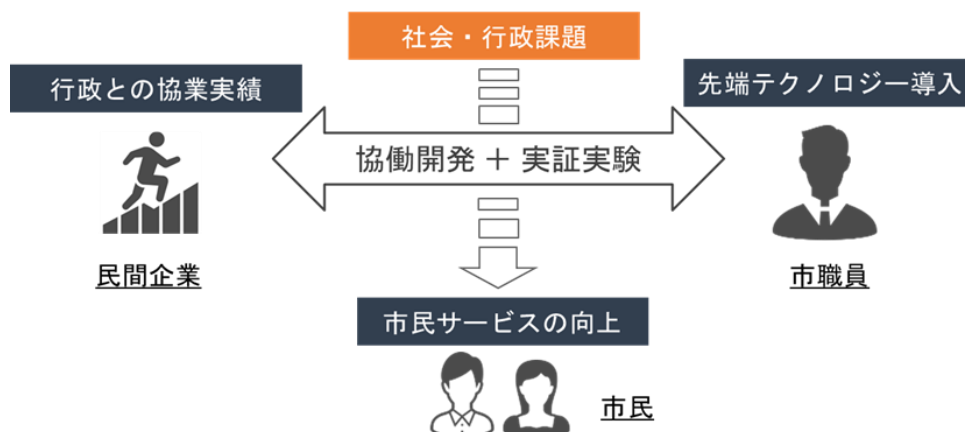 社会・行政課題
行政との協業実績
先端テクノロジー導入
協働開発 + 実証実験
民間企業
市職員
市民サービスの向上
市民